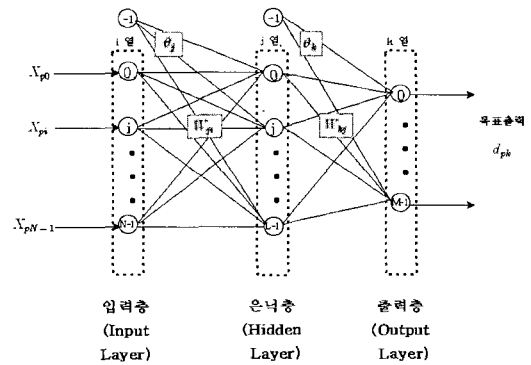 -1 -1
i 열 θj j 열 θk k 열
Xp0 0 0 0
Xpi i Wji j Wkj 목표출력
dpk
XpN-1 N-1 L-1 M-1
입력층 은닉층 출력층
(Input (Hidden (Output
Layer) Layer) Layer)